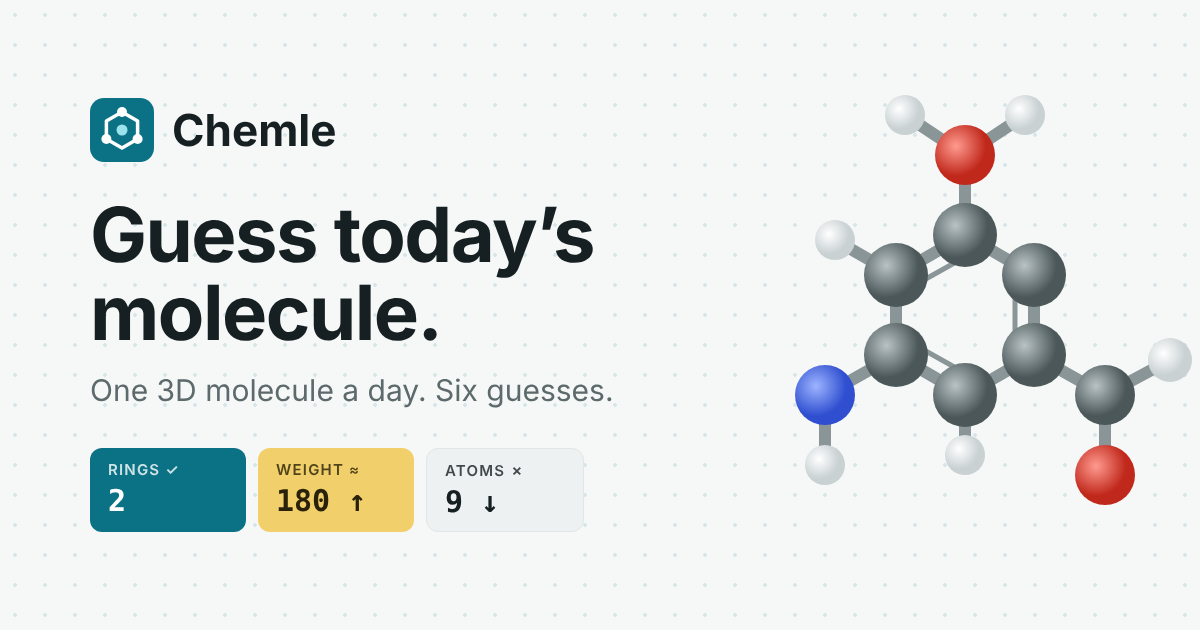 Chemle
Guess today’s
molecule.
One 3D molecule a day. Six guesses.
RINGS ✓
2
WEIGHT ≈
180 ↑
ATOMS ×
9 ↓